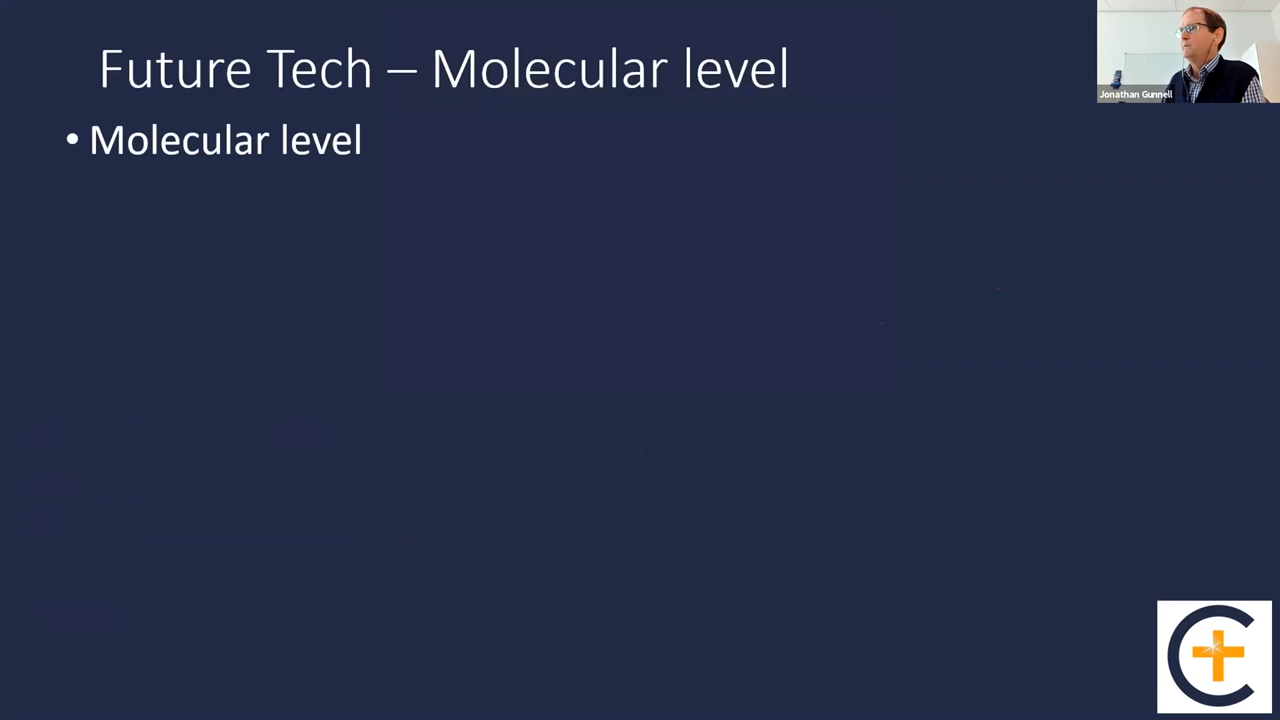 Future Tech – Molecular level
Jonathan Gunnell
• Molecular level